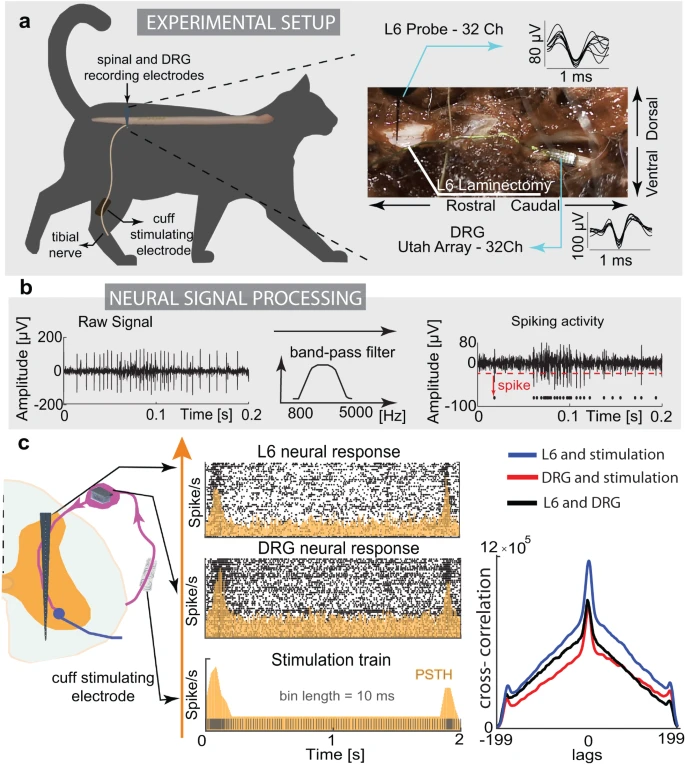 a
EXPERIMENTAL SETUP
spinal and DRG
recording electrodes
cuff
stimulating
electrode
tibial
nerve
L6 Probe - 32 Ch
80 µV
1 ms
L6 Laminectomy
Dorsal
Ventral
Rostral Caudal
DRG
Utah Array - 32Ch
100 µV
1 ms
b
NEURAL SIGNAL PROCESSING
Raw Signal
Amplitude [µV]
200
0
-200
0 0.1 Time [s] 0.2
band-pass filter
800 5000 [Hz]
Spiking activity
Amplitude [µV]
80
0
-100
spike
0 0.1 Time [s] 0.2
c
cuff stimulating
electrode
L6 neural response
Spike/s
DRG neural response
Spike/s
Stimulation train
PSTH
bin length = 10 ms
Spike/s
0 1 2
Time [s]
L6 and stimulation
DRG and stimulation
L6 and DRG
12 × 10⁵
cross- correlation
0
-199 0 199
lags